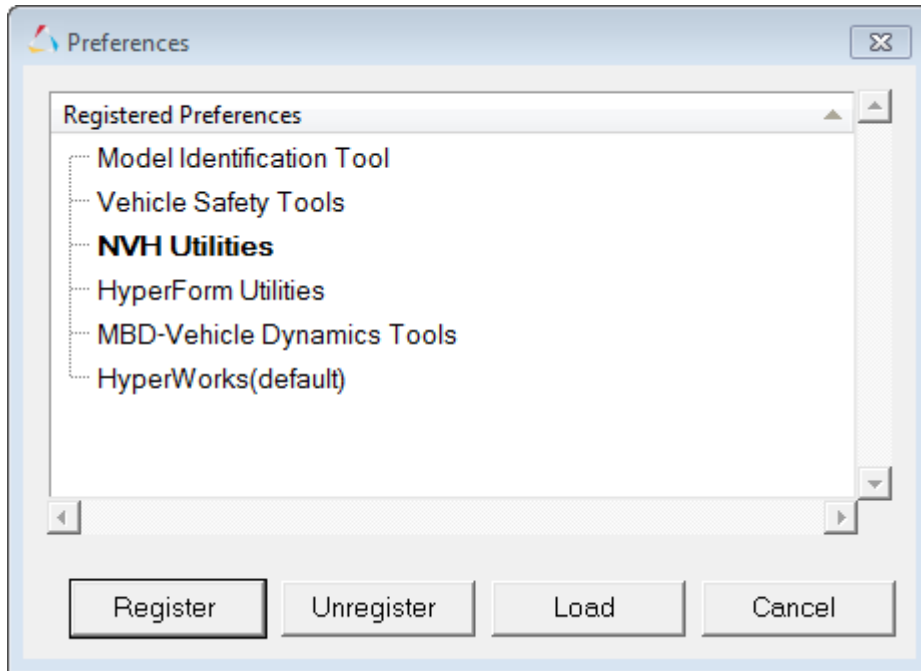 Preferences
Registered Preferences
Model Identification Tool
Vehicle Safety Tools
NVH Utilities
HyperForm Utilities
MBD-Vehicle Dynamics Tools
HyperWorks(default)
Register Unregister Load Cancel